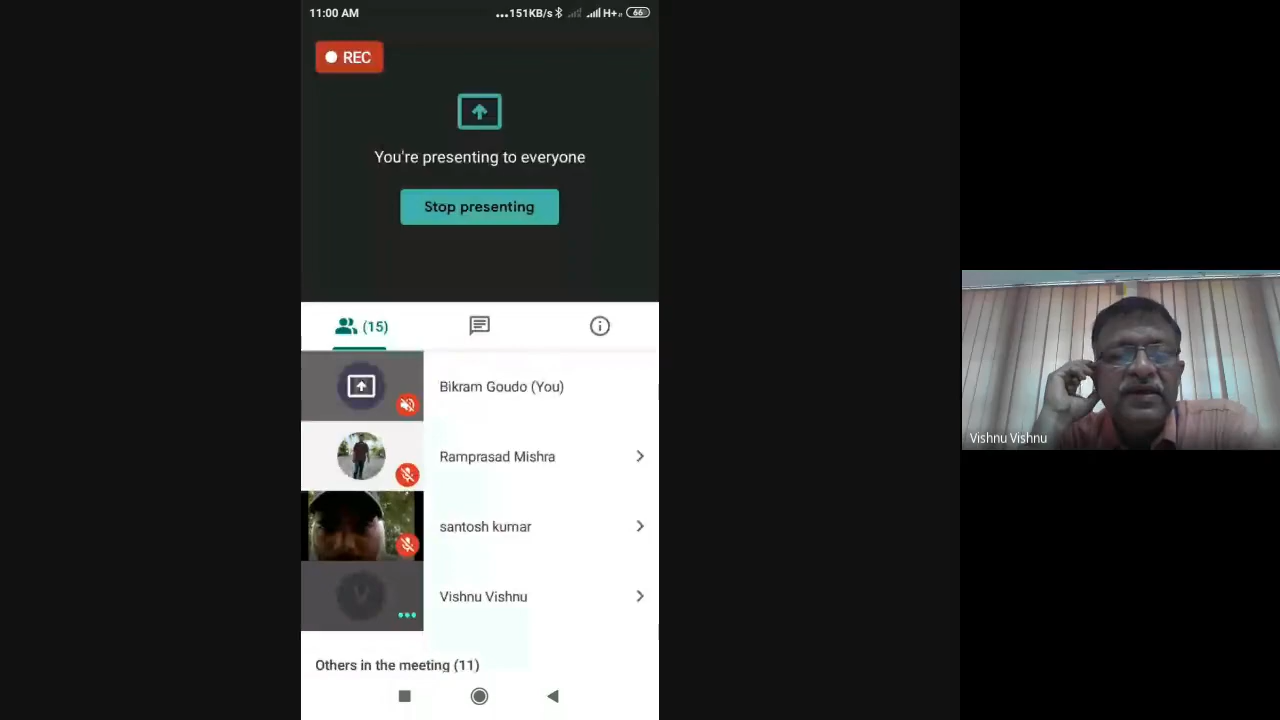 11:00 AM
...151KB/s H+ 66
REC
You're presenting to everyone
Stop presenting
(15)
Bikram Goudo (You)
Ramprasad Mishra
santosh kumar
V
Vishnu Vishnu
Others in the meeting (11)
Vishnu Vishnu